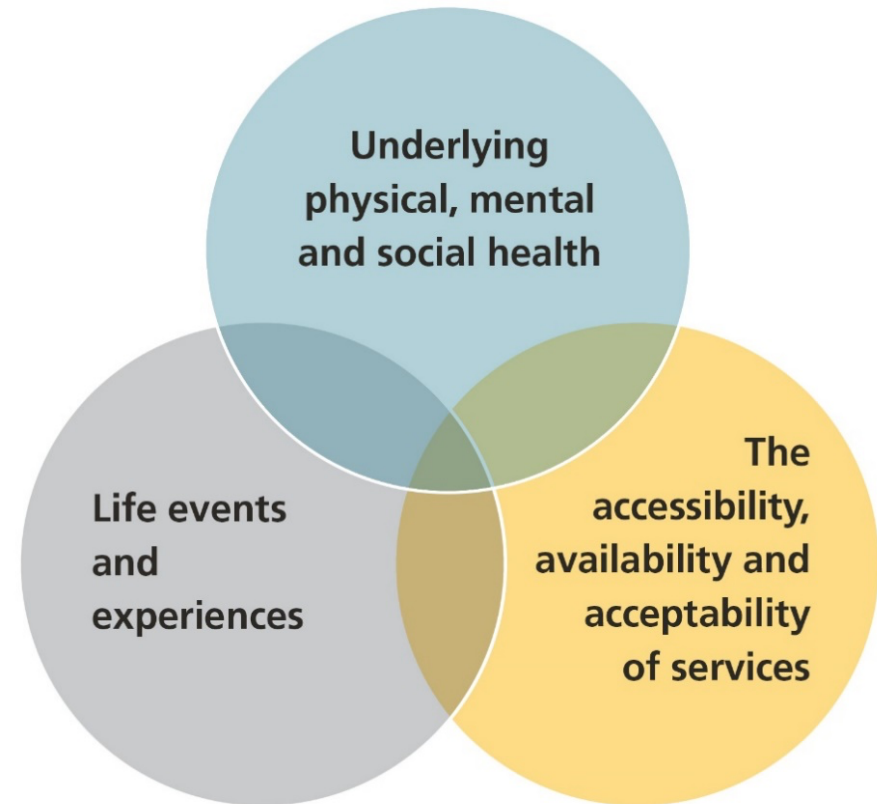 Underlying
physical, mental
and social health
Life events
and
experiences
The
accessibility,
availability and
acceptability
of services